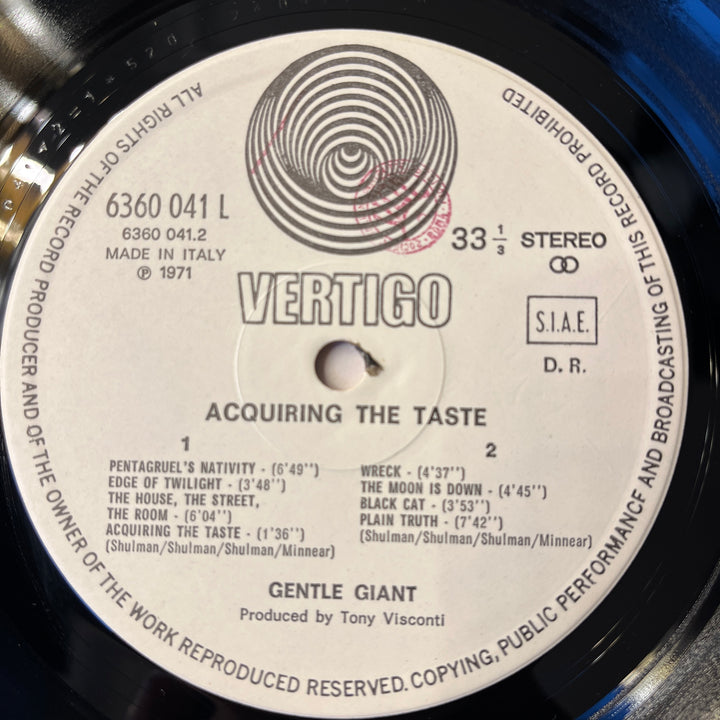 ALL RIGHTS OF THE RECORD PRODUCER AND OF THE OWNER OF THE WORK REPRODUCED RESERVED. COPYING, PUBLIC PERFORMANCE AND BROADCASTING OF THIS RECORD PROHIBITED
6360 041 L
6360 041.2
MADE IN ITALY
℗ 1971
33 1/3 STEREO
VERTIGO
S.I.A.E.
D. R.
ACQUIRING THE TASTE
1
PENTAGRUEL'S NATIVITY - (6'49'')
EDGE OF TWILIGHT - (3'48'')
THE HOUSE, THE STREET,
THE ROOM - (6'04'')
ACQUIRING THE TASTE - (1'36'')
(Shulman/Shulman/Shulman/Minnear)
2
WRECK - (4'37'')
THE MOON IS DOWN - (4'45'')
BLACK CAT - (3'53'')
PLAIN TRUTH - (7'42'')
(Shulman/Shulman/Shulman/Minnear)
GENTLE GIANT
Produced by Tony Visconti